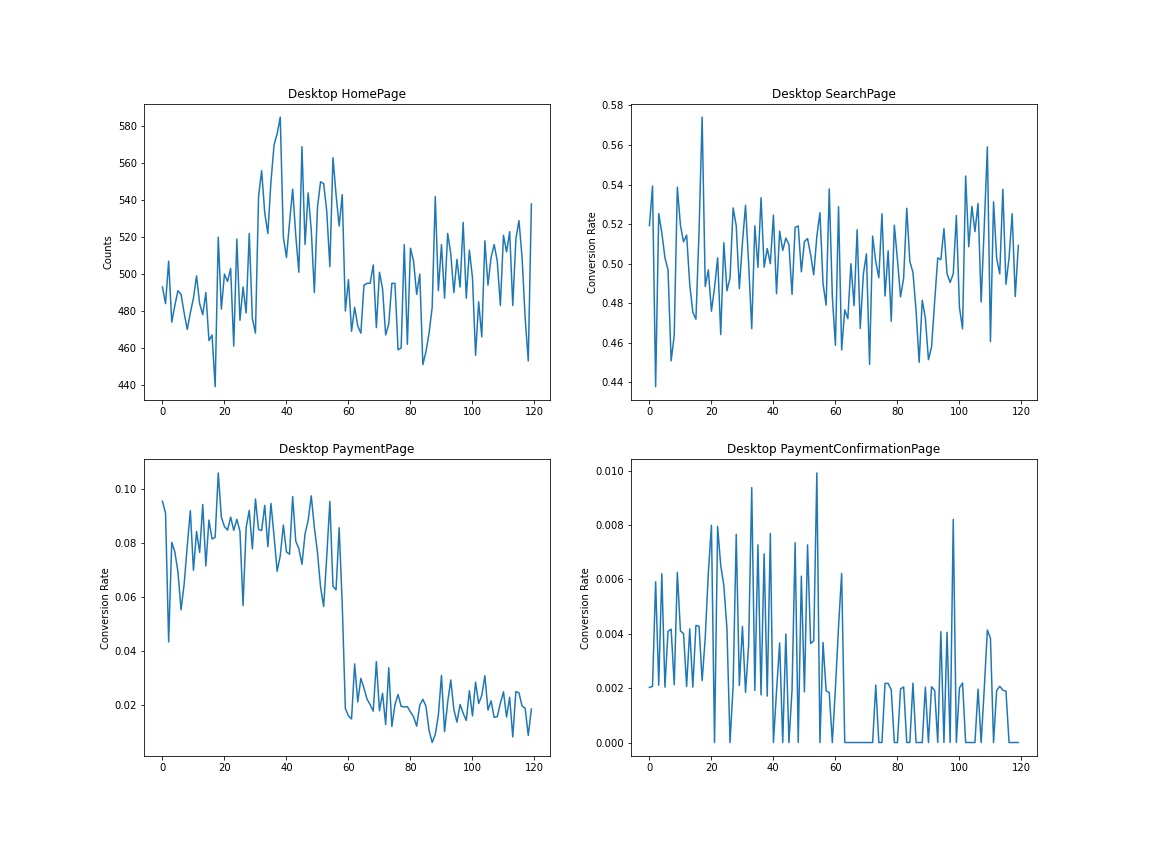 Desktop HomePage
Counts
580
560
540
520
500
480
460
440
0 20 40 60 80 100 120
Desktop SearchPage
Conversion Rate
0.58
0.56
0.54
0.52
0.50
0.48
0.46
0.44
0 20 40 60 80 100 120
Desktop PaymentPage
Conversion Rate
0.10
0.08
0.06
0.04
0.02
0 20 40 60 80 100 120
Desktop PaymentConfirmationPage
Conversion Rate
0.010
0.008
0.006
0.004
0.002
0.000
0 20 40 60 80 100 120